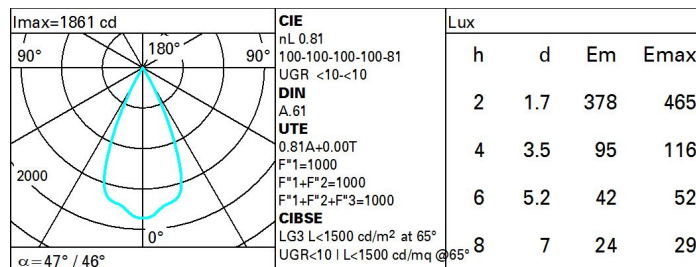 Imax=1861 cd
90°
180°
90°
2000
0°
α=47° / 46°
CIE
nL 0.81
100-100-100-100-81
UGR <10-<10
DIN
A.61
UTE
0.81A+0.00T
F"1=1000
F"1+F"2=1000
F"1+F"2+F"3=1000
CIBSE
LG3 L<1500 cd/m² at 65°
UGR<10 | L<1500 cd/mq @65°
Lux
h d Em Emax
2 1.7 378 465
4 3.5 95 116
6 5.2 42 52
8 7 24 29